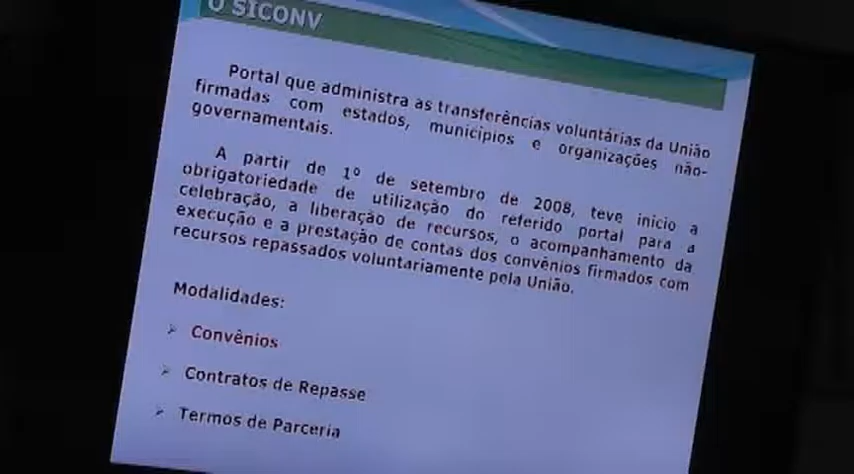 O SICONV
Portal que administra as transferências voluntárias da União
firmadas com estados, municípios e organizações não-
governamentais.
A partir de 1º de setembro de 2008, teve inicio a
obrigatoriedade de utilização do referido portal para a
celebração, a liberação de recursos, o acompanhamento da
execução e a prestação de contas dos convênios firmados com
recursos repassados voluntariamente pela União.
Modalidades:
➢ Convênios
➢ Contratos de Repasse
➢ Termos de Parceria